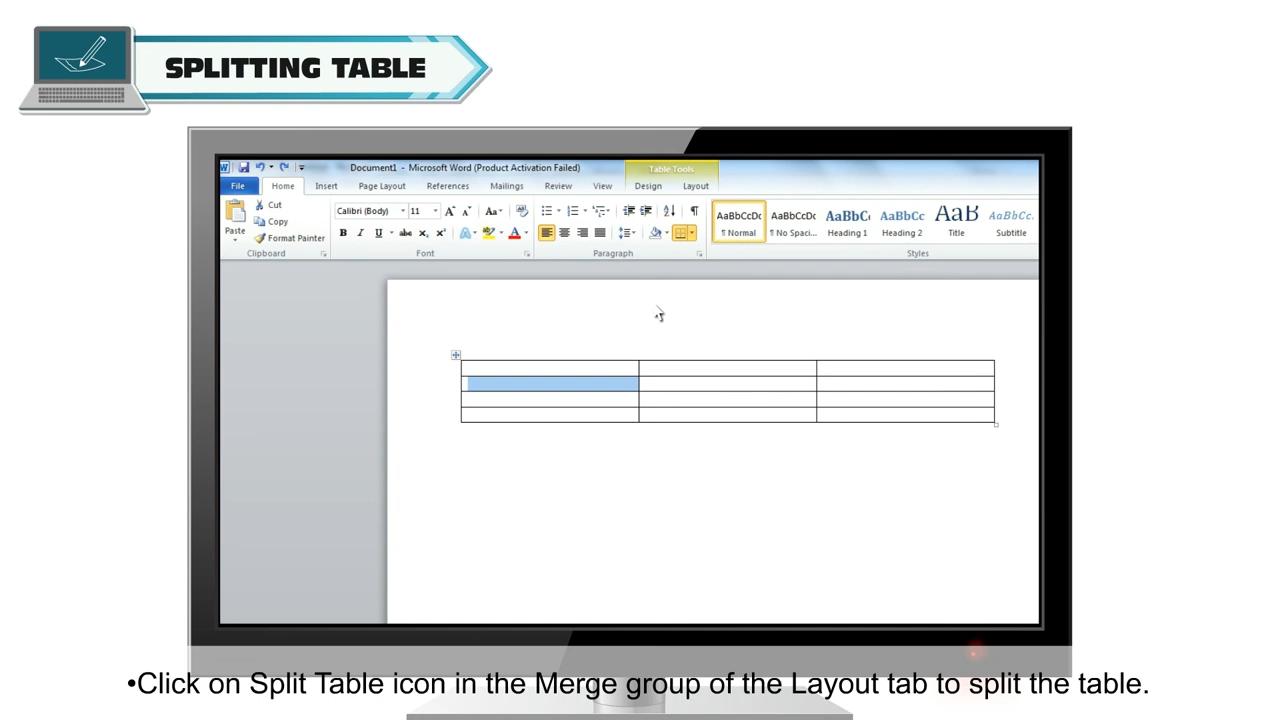 SPLITTING TABLE
Document1 - Microsoft Word (Product Activation Failed)
Table Tools
File Home Insert Page Layout References Mailings Review View Design Layout
Paste
Cut
Copy
Format Painter
Clipboard
Calibri (Body) 11
Font
Paragraph
AaBbCcDc AaBbCcDc AaBbC( AaBbCc AaB AaBbCc.
¶ Normal ¶ No Spaci... Heading 1 Heading 2 Title Subtitle
Styles
•Click on Split Table icon in the Merge group of the Layout tab to split the table.